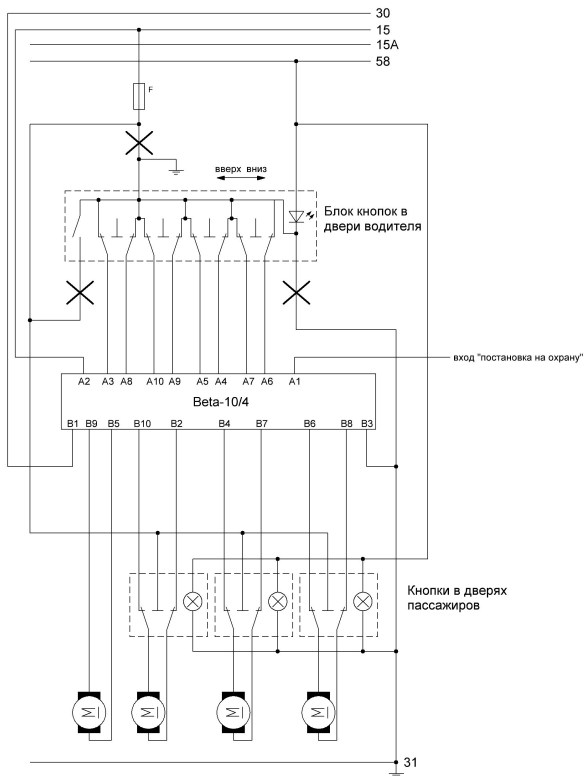 30
15
15A
58
F
вверх вниз
Блок кнопок в
двери водителя
вход "постановка на охрану"
A2 A3 A8 A10 A9 A5 A4 A7 A6 A1
Beta-10/4
B1 B9 B5 B10 B2 B4 B7 B6 B8 B3
Кнопки в дверях
пассажиров
M M M M
31